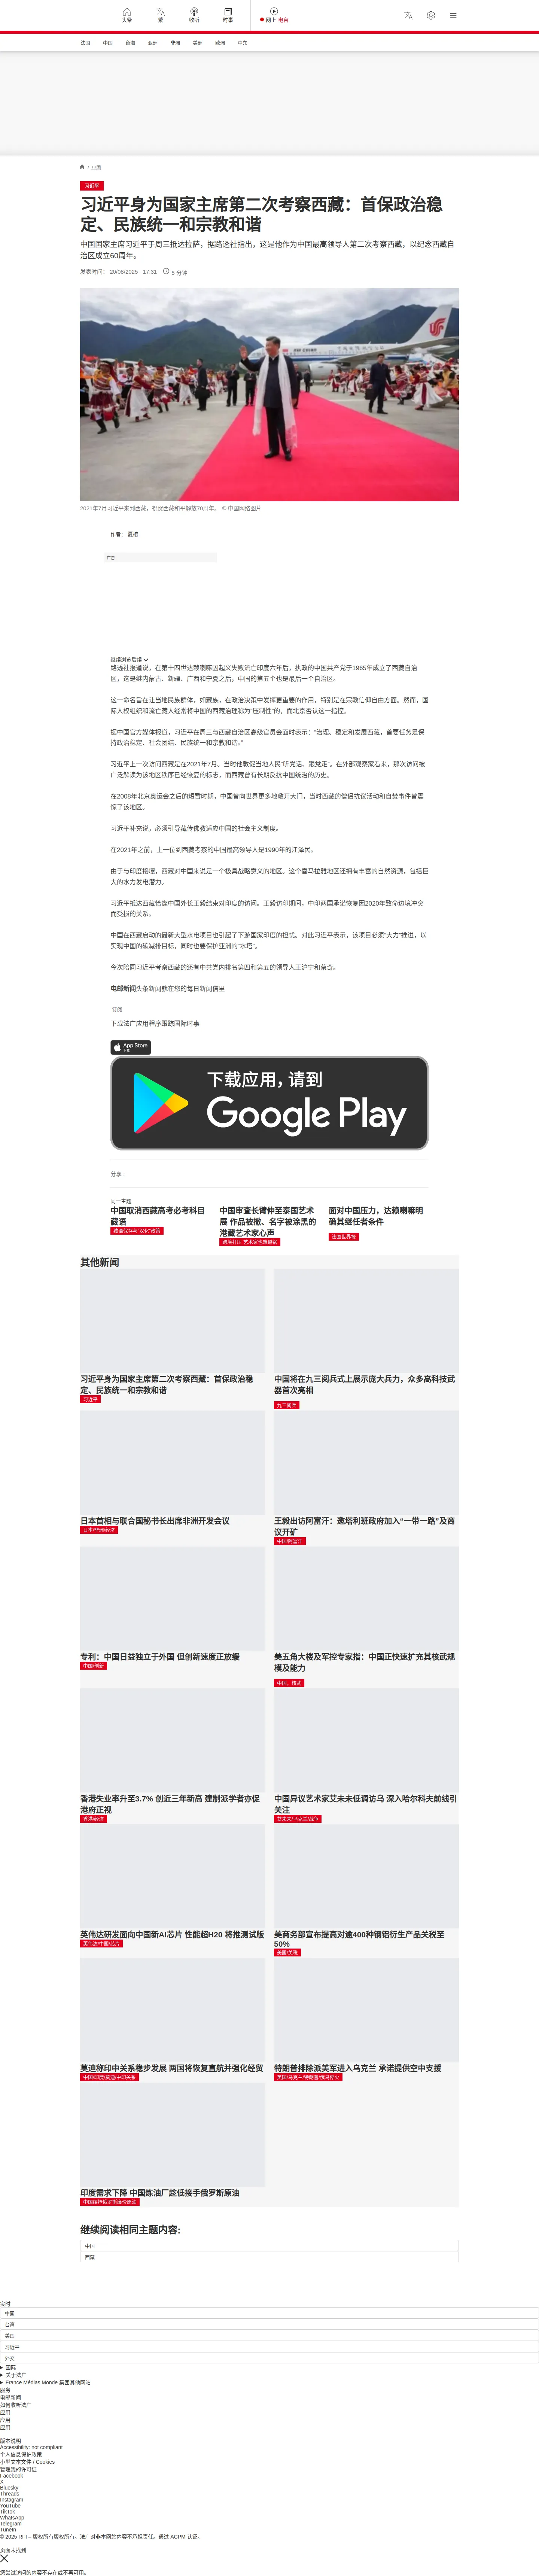 头条
繁
收听
时事
网上 电台
法国
中国
台海
亚洲
非洲
美洲
欧洲
中东
/ 中国
习近平
习近平身为国家主席第二次考察西藏：首保政治稳
定、民族统一和宗教和谐
中国国家主席习近平于周三抵达拉萨，据路透社指出，这是他作为中国最高领导人第二次考察西藏，以纪念西藏自
治区成立60周年。
发表时间： 20/08/2025 - 17:31
5 分钟
2021年7月习近平来到西藏，祝贺西藏和平解放70周年。 © 中国网络图片
作者： 夏榕
广告
继续浏览后续
路透社报道说，在第十四世达赖喇嘛因起义失败流亡印度六年后，执政的中国共产党于1965年成立了西藏自治
区，这是继内蒙古、新疆、广西和宁夏之后，中国的第五个也是最后一个自治区。
这一命名旨在让当地民族群体，如藏族，在政治决策中发挥更重要的作用，特别是在宗教信仰自由方面。然而，国
际人权组织和流亡藏人经常将中国的西藏治理称为“压制性”的，而北京否认这一指控。
据中国官方媒体报道，习近平在周三与西藏自治区高级官员会面时表示：“治理、稳定和发展西藏，首要任务是保
持政治稳定、社会团结、民族统一和宗教和谐。”
习近平上一次访问西藏是在2021年7月。当时他敦促当地人民“听党话、跟党走”。在外部观察家看来，那次访问被
广泛解读为该地区秩序已经恢复的标志，而西藏曾有长期反抗中国统治的历史。
在2008年北京奥运会之后的短暂时期，中国曾向世界更多地敞开大门，当时西藏的僧侣抗议活动和自焚事件曾震
惊了该地区。
习近平补充说，必须引导藏传佛教适应中国的社会主义制度。
在2021年之前，上一位到西藏考察的中国最高领导人是1990年的江泽民。
由于与印度接壤，西藏对中国来说是一个极具战略意义的地区。这个喜马拉雅地区还拥有丰富的自然资源，包括巨
大的水力发电潜力。
习近平抵达西藏恰逢中国外长王毅结束对印度的访问。王毅访印期间，中印两国承诺恢复因2020年致命边境冲突
而受损的关系。
中国在西藏启动的最新大型水电项目也引起了下游国家印度的担忧。对此习近平表示，该项目必须“大力”推进，以
实现中国的碳减排目标，同时也要保护亚洲的“水塔”。
今次陪同习近平考察西藏的还有中共党内排名第四和第五的领导人王沪宁和蔡奇。
电邮新闻头条新闻就在您的每日新闻信里
订阅
下载法广应用程序跟踪国际时事
App Store
下载
下载应用，请到
Google Play
分享 :
同一主题
中国取消西藏高考必考科目
藏语
藏语保存与“汉化”政策
中国审查长臂伸至泰国艺术
展 作品被撤、名字被涂黑的
港藏艺术家心声
跨境打压 艺术家也难避祸
面对中国压力，达赖喇嘛明
确其继任者条件
法国世界报
其他新闻
习近平身为国家主席第二次考察西藏：首保政治稳
定、民族统一和宗教和谐
习近平
中国将在九三阅兵式上展示庞大兵力，众多高科技武
器首次亮相
九三阅兵
日本首相与联合国秘书长出席非洲开发会议
日本/非洲/经济
王毅出访阿富汗：邀塔利班政府加入“一带一路”及商
议开矿
中国/阿富汗
专利：中国日益独立于外国 但创新速度正放缓
中国/创新
美五角大楼及军控专家指：中国正快速扩充其核武规
模及能力
中国，核武
香港失业率升至3.7% 创近三年新高 建制派学者亦促
港府正视
香港/经济
中国异议艺术家艾未未低调访乌 深入哈尔科夫前线引
关注
艾未未/乌克兰/战争
英伟达研发面向中国新AI芯片 性能超H20 将推测试版
英伟达/中国/芯片
美商务部宣布提高对逾400种钢铝衍生产品关税至
50%
美国/关税
莫迪称印中关系稳步发展 两国将恢复直航并强化经贸
中国/印度/莫迪/中印关系
特朗普排除派美军进入乌克兰 承诺提供空中支援
美国/乌克兰/特朗普/俄乌停火
印度需求下降 中国炼油厂趁低接手俄罗斯原油
中国续抢俄罗斯廉价原油
继续阅读相同主题内容:
中国
西藏
实时
中国
台湾
美国
习近平
外交
国际
关于法广
France Médias Monde 集团其他网站
服务
电邮新闻
如何收听法广
应用
应用
应用
版本说明
Accessibility: not compliant
个人信息保护政策
小型文本文件 / Cookies
管理我的许可证
Facebook
X
Bluesky
Threads
Instagram
YouTube
TikTok
WhatsApp
Telegram
TuneIn
© 2025 RFI – 版权所有版权所有。法广对非本网站内容不承担责任。通过 ACPM 认证。
页面未找到
您尝试访问的内容不存在或不再可用。